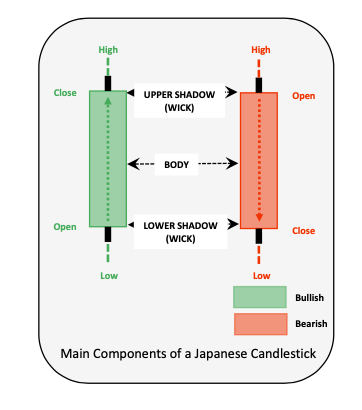 High
High
Close
UPPER SHADOW
(WICK)
Open
BODY
Open
LOWER SHADOW
(WICK)
Close
Low
Low
Bullish
Bearish
Main Components of a Japanese Candlestick